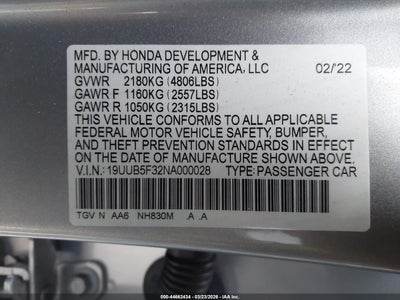 MFD. BY HONDA DEVELOPMENT &
MANUFACTURING OF AMERICA, LLC 02/'22
GVWR 2180KG (4806LBS)
GAWR F 1160KG (2557LBS)
GAWR R 1050KG (2315LBS)
THIS VEHICLE CONFORMS TO ALL APPLICABLE
FEDERAL MOTOR VEHICLE SAFETY, BUMPER,
AND THEFT PREVENTION STANDARDS IN EFFECT
ON THE DATE OF MANUFACTURE SHOWN ABOVE.
V.I.N.: 19UUB5F32NA000028 TYPE: PASSENGER CAR
TGV N AA6 NH830M .A .A
000-44663434 - 03/23/2026 - IAA Inc.